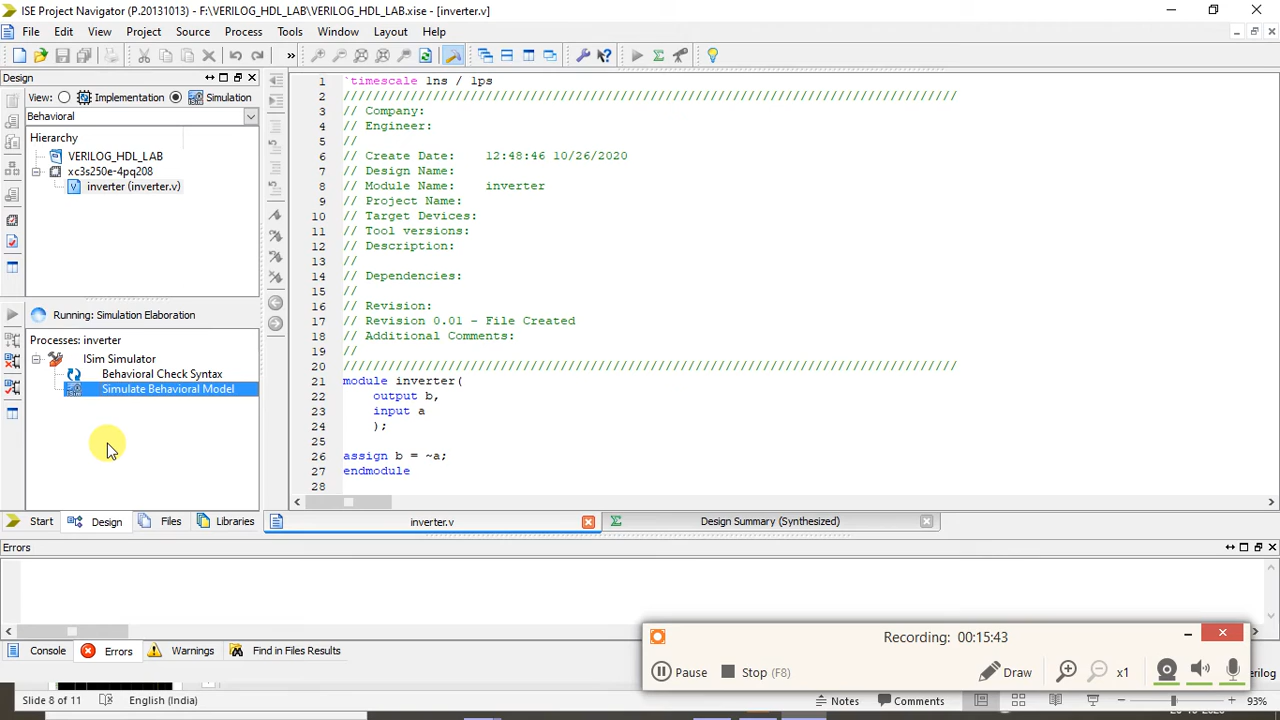 ISE Project Navigator (P.20131013) - F:\VERILOG_HDL_LAB\VERILOG_HDL_LAB.xise - [inverter.v]
File Edit View Project Source Process Tools Window Layout Help
Design
View: Implementation Simulation
Behavioral
Hierarchy
VERILOG_HDL_LAB
xc3s250e-4pq208
inverter (inverter.v)
Running: Simulation Elaboration
Processes: inverter
ISim Simulator
Behavioral Check Syntax
Simulate Behavioral Model
Start Design Files Libraries
1 `timescale 1ns / 1ps
2 //////////////////////////////////////////////////////////////////////////////////
3 // Company:
4 // Engineer:
5 //
6 // Create Date: 12:48:46 10/26/2020
7 // Design Name:
8 // Module Name: inverter
9 // Project Name:
10 // Target Devices:
11 // Tool versions:
12 // Description:
13 //
14 // Dependencies:
15 //
16 // Revision:
17 // Revision 0.01 - File Created
18 // Additional Comments:
19 //
20 //////////////////////////////////////////////////////////////////////////////////
21 module inverter(
22 output b,
23 input a
24 );
25
26 assign b = ~a;
27 endmodule
28
inverter.v Design Summary (Synthesized)
Errors
Console Errors Warnings Find in Files Results
Recording: 00:15:43
Pause Stop (F8) Draw x1
Slide 8 of 11 English (India) Notes Comments 93%